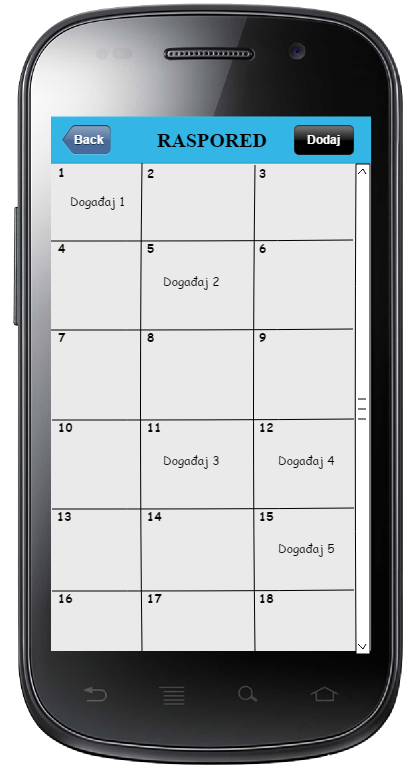 Back RASPORED Dodaj
1 2 3
Događaj 1
4 5 6
Događaj 2
7 8 9
10 11 12
Događaj 3 Događaj 4
13 14 15
Događaj 5
16 17 18